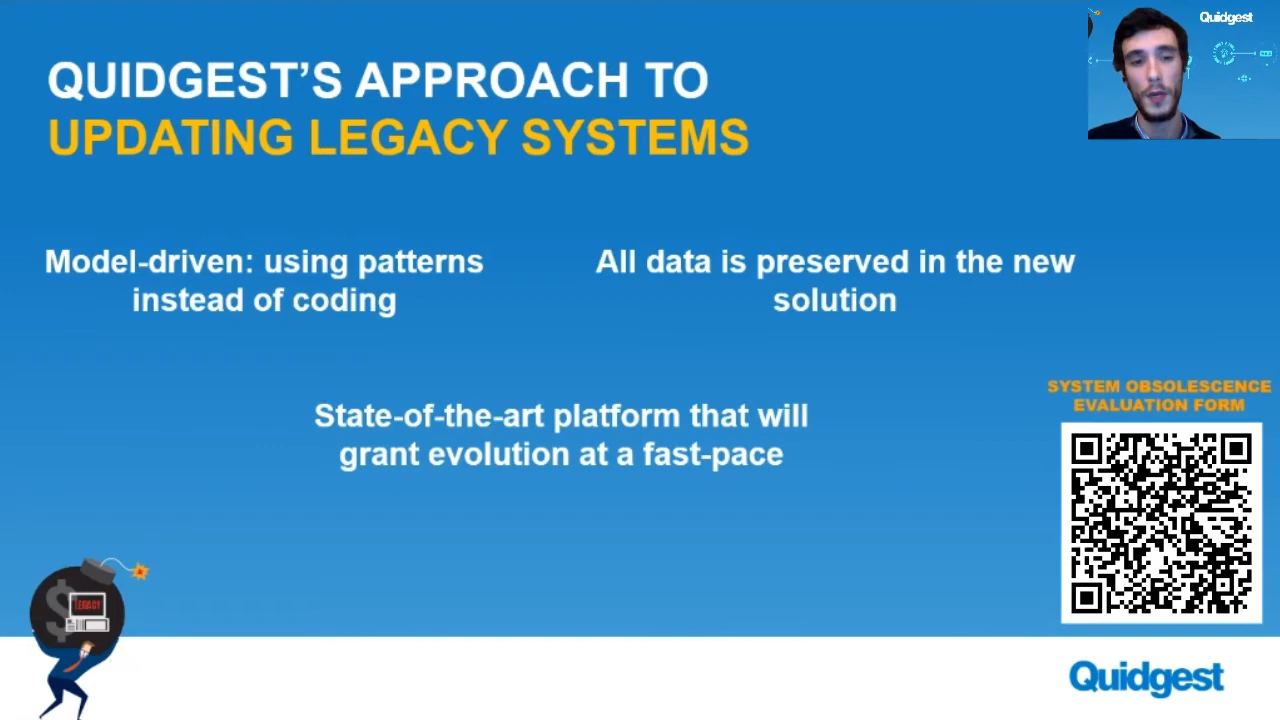 Quidgest
QUIDGEST'S APPROACH TO
UPDATING LEGACY SYSTEMS
Model-driven: using patterns
instead of coding
All data is preserved in the new
solution
State-of-the-art platform that will
grant evolution at a fast-pace
SYSTEM OBSOLESCENCE
EVALUATION FORM
$
LEGACY
Quidgest